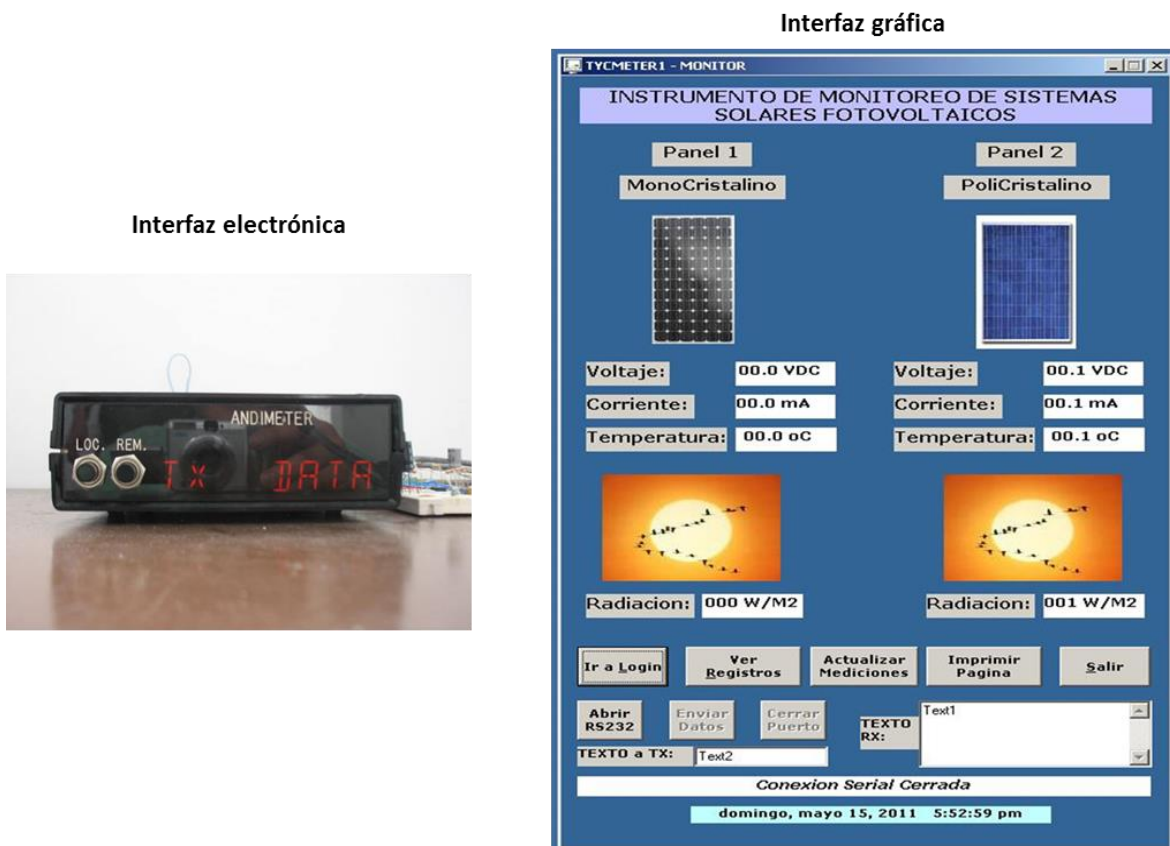 Interfaz gráfica
TYCMETER1 - MONITOR
INSTRUMENTO DE MONITOREO DE SISTEMAS
SOLARES FOTOVOLTAICOS
Panel 1
Panel 2
MonoCristalino
PoliCristalino
Interfaz electrónica
ANDIMETER
LOC. REM.
Tx DATA
Voltaje: 00.0 VDC
Voltaje: 00.1 VDC
Corriente: 00.0 mA
Corriente: 00.1 mA
Temperatura: 00.0 oC
Temperatura: 00.1 oC
Radiacion: 000 W/M2
Radiacion: 001 W/M2
Ir a Login
Ver
Registros
Actualizar
Mediciones
Imprimir
Pagina
Salir
Abrir
RS232
Enviar
Datos
Cerrar
Puerto
TEXTO
RX:
Text1
TEXTO a TX: Text2
Conexion Serial Cerrada
domingo, mayo 15, 2011 5:52:59 pm